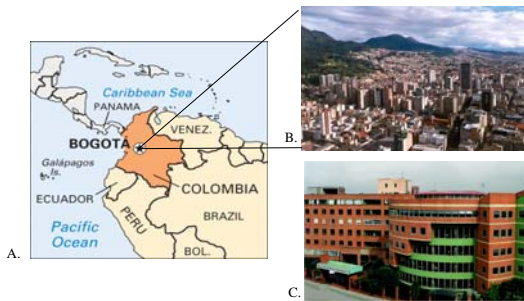 Caribbean Sea
PANAMA
BOGOTÁ
VENEZ.
Galápagos
Is.
COLOMBIA
ECUADOR
BRAZIL
PERU
Pacific
Ocean
BOL.
A.
B.
C.